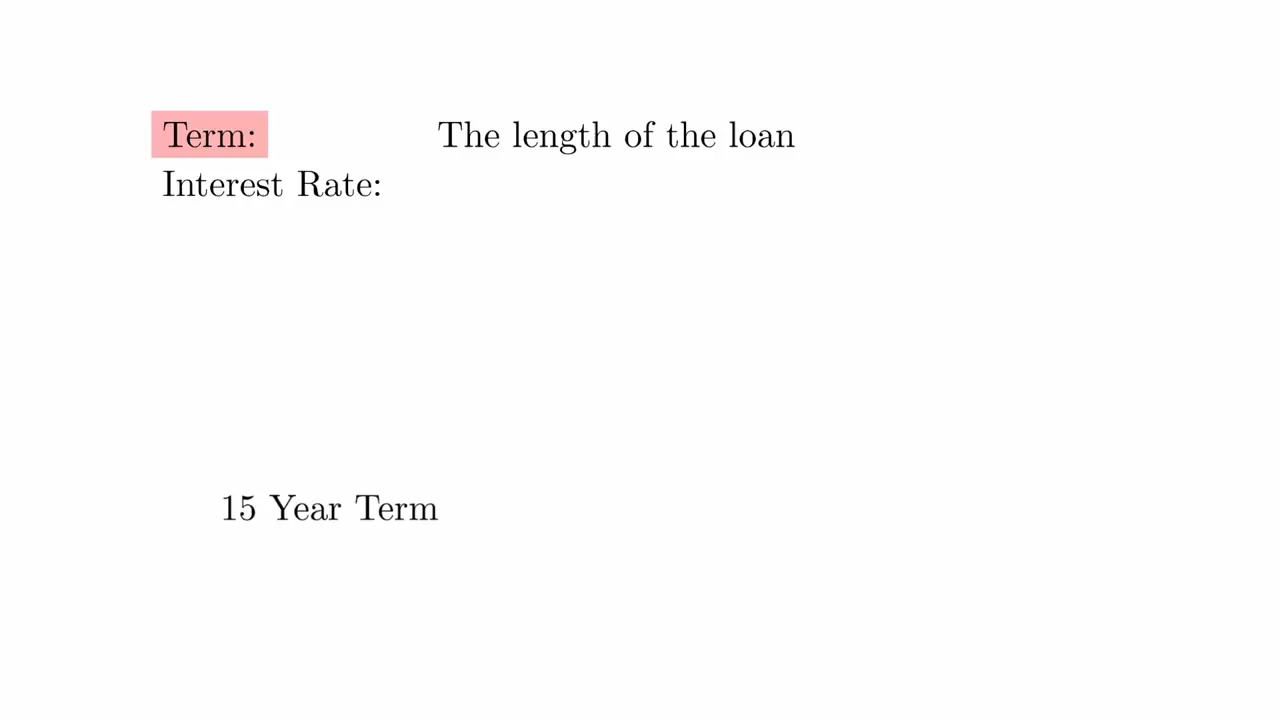 Term: The length of the loan
Interest Rate:
15 Year Term